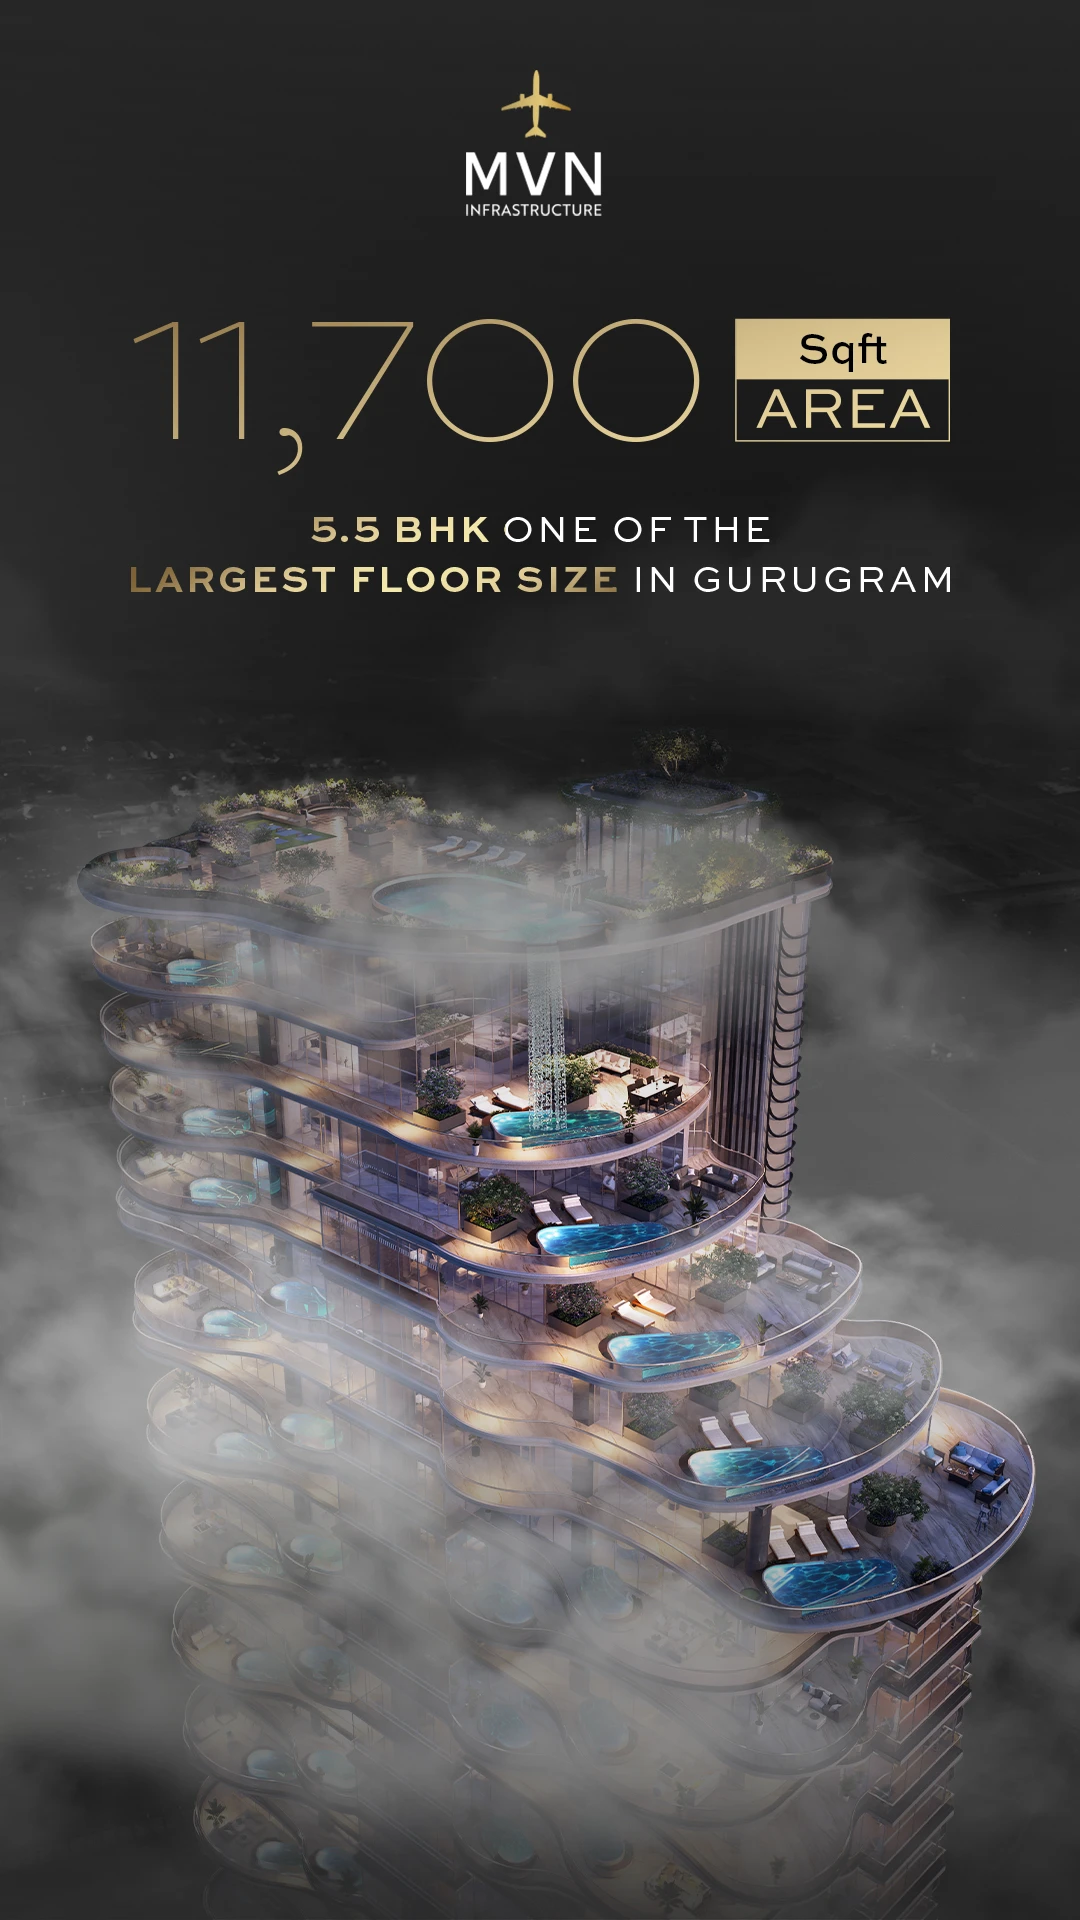 MVN
INFRASTRUCTURE
11,700 Sqft
AREA
5.5 BHK ONE OF THE
LARGEST FLOOR SIZE IN GURUGRAM